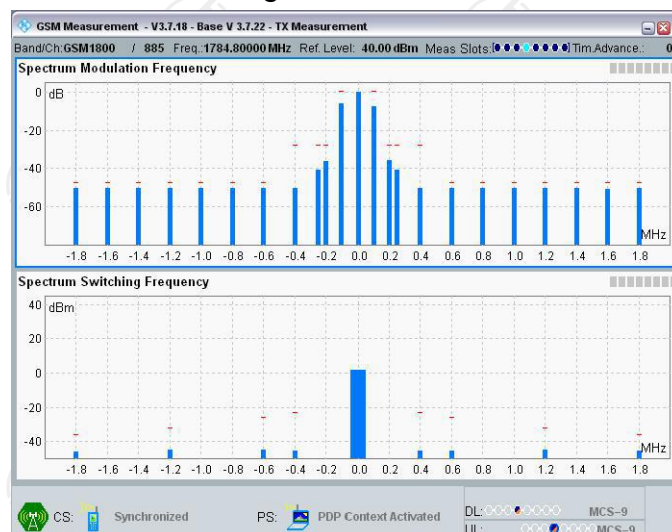 GSM Measurement - V3.7.18 - Base V 3.7.22 - TX Measurement
Band/Ch:GSM1800 / 885 Freq.:1784.80000 MHz Ref. Level: 40.00 dBm Meas Slots: Tim.Advance.: 0
Spectrum Modulation Frequency
0 dB
-20
-40
-60
MHz
-1.8 -1.6 -1.4 -1.2 -1.0 -0.8 -0.6 -0.4 -0.2 0.0 0.2 0.4 0.6 0.8 1.0 1.2 1.4 1.6 1.8
Spectrum Switching Frequency
40 dBm
20
0
-20
-40
MHz
-1.8 -1.6 -1.4 -1.2 -1.0 -0.8 -0.6 -0.4 -0.2 0.0 0.2 0.4 0.6 0.8 1.0 1.2 1.4 1.6 1.8
CS: Synchronized PS: PDP Context Activated DL: MCS-9
UL: MCS-9